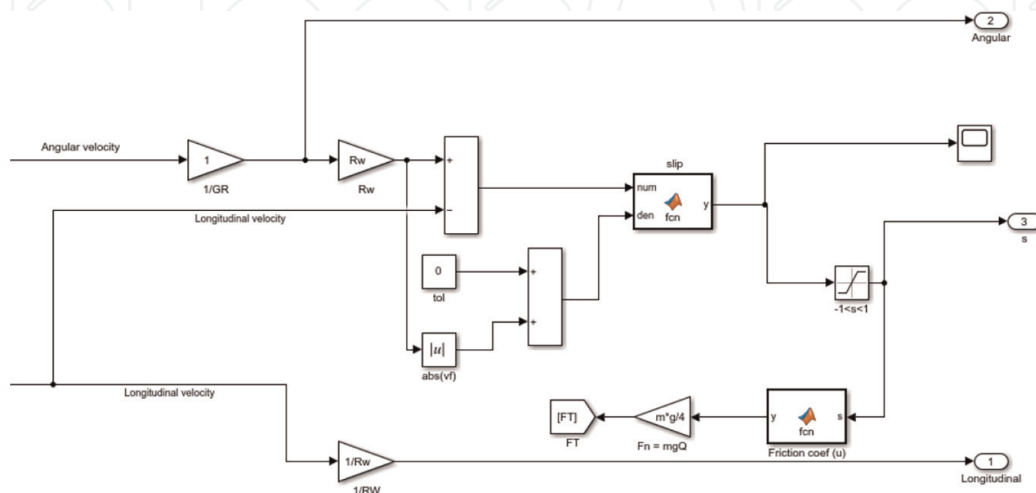 2
Angular
Angular velocity
1
1/GR
Rw
Rw
+
−
Longitudinal velocity
slip
num
den
fcn
y
3
s
0
tol
+
+
|u|
abs(vf)
-1<s<1
Longitudinal velocity
[FT]
FT
m*g/4
Fn = mgQ
y
fcn
s
Friction coef (u)
1/Rw
1/RW
1
Longitudinal